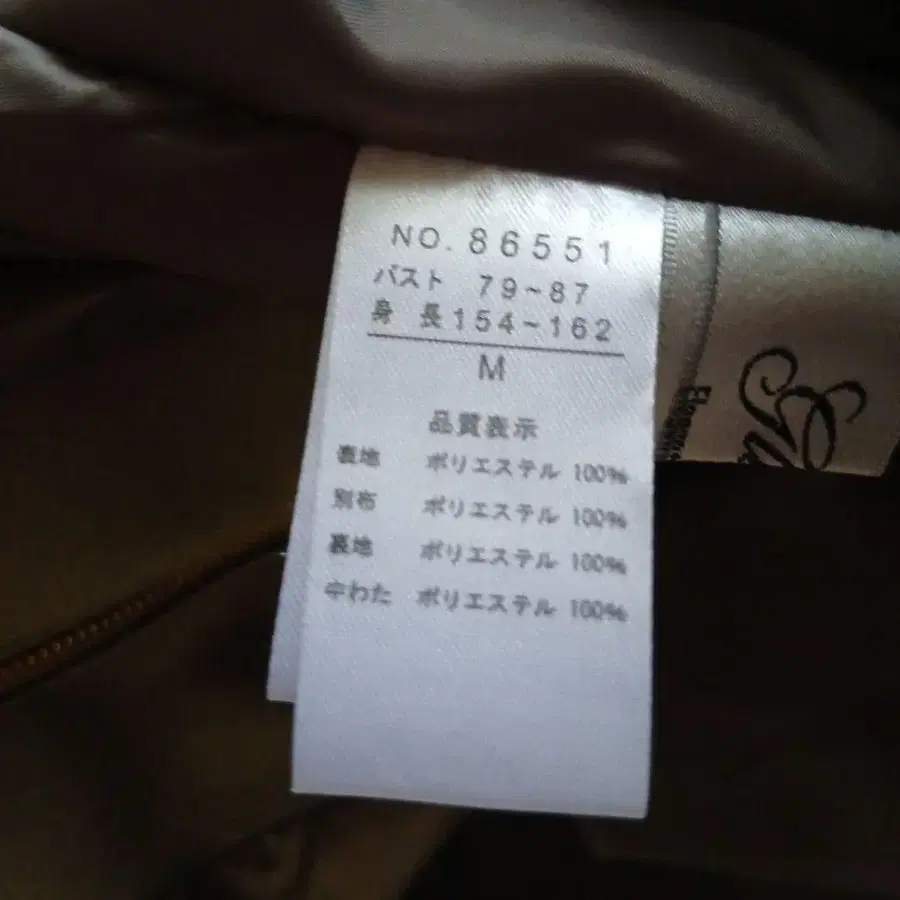 NO. 86551
バスト 79~87
身 長 154~162
M
品質表示
表地 ポリエステル 100%
別布 ポリエステル 100%
裏地 ポリエステル 100%
中わた ポリエステル 100%